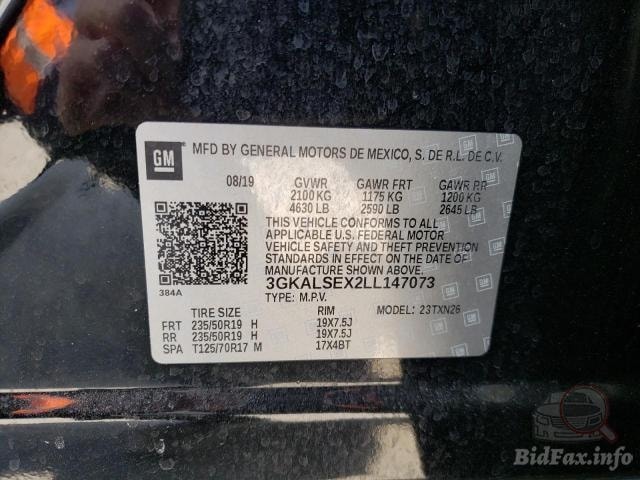 GM
MFD BY GENERAL MOTORS DE MEXICO, S. DE R.L. DE C.V.
08/19 GVWR GAWR FRT GAWR RR
2100 KG 1175 KG 1200 KG
4630 LB 2590 LB 2645 LB
THIS VEHICLE CONFORMS TO ALL
APPLICABLE U.S. FEDERAL MOTOR
VEHICLE SAFETY AND THEFT PREVENTION
STANDARDS IN EFFECT ON THE DATE OF
MANUFACTURE SHOWN ABOVE.
3GKALSEX2LL147073
384A
TYPE: M.P.V. MODEL: 23TXN26
TIRE SIZE RIM
FRT 235/50R19 H 19X7.5J
RR 235/50R19 H 19X7.5J
SPA T125/70R17 M 17X4BT
BidFax.info